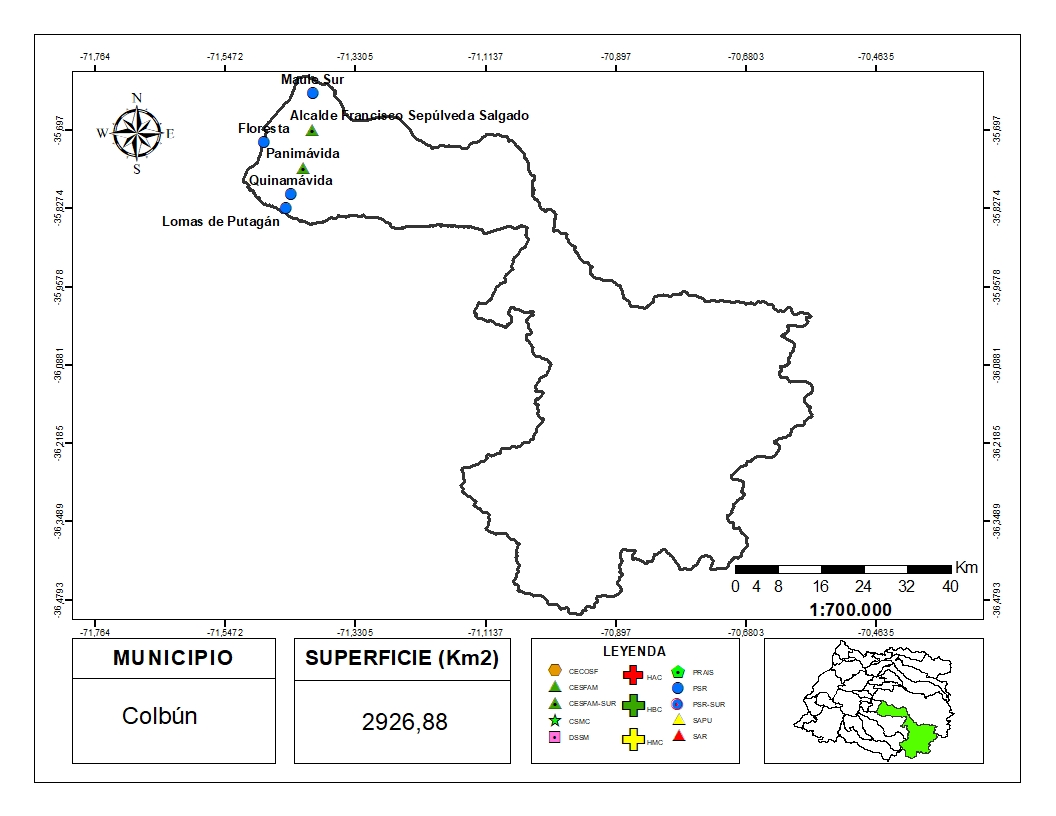 -71,764 -71,5472 -71,3305 -71,1137 -70,897 -70,6803 -70,4635
Maule Sur
N
Alcalde Francisco Sepúlveda Salgado
W E
Floresta
-35,697 -35,697
S
Panimávida
Quinamávida
-35,8274 -35,8274
Lomas de Putagán
-35,9578 -35,9578
-36,0881 -36,0881
-36,2185 -36,2185
-36,3489 -36,3489
Km
0 4 8 16 24 32 40
-36,4793 -36,4793
1:700.000
-71,764 -71,5472 -71,3305 -71,1137 -70,897 -70,6803 -70,4635
MUNICIPIO
Colbún
SUPERFICIE (Km2)
2926,88
LEYENDA
CECOSF
CESFAM
CESFAM-SUR
CSMC
DSSM
HAC
HBC
HMC
PRAIS
PSR
PSR-SUR
SAPU
SAR